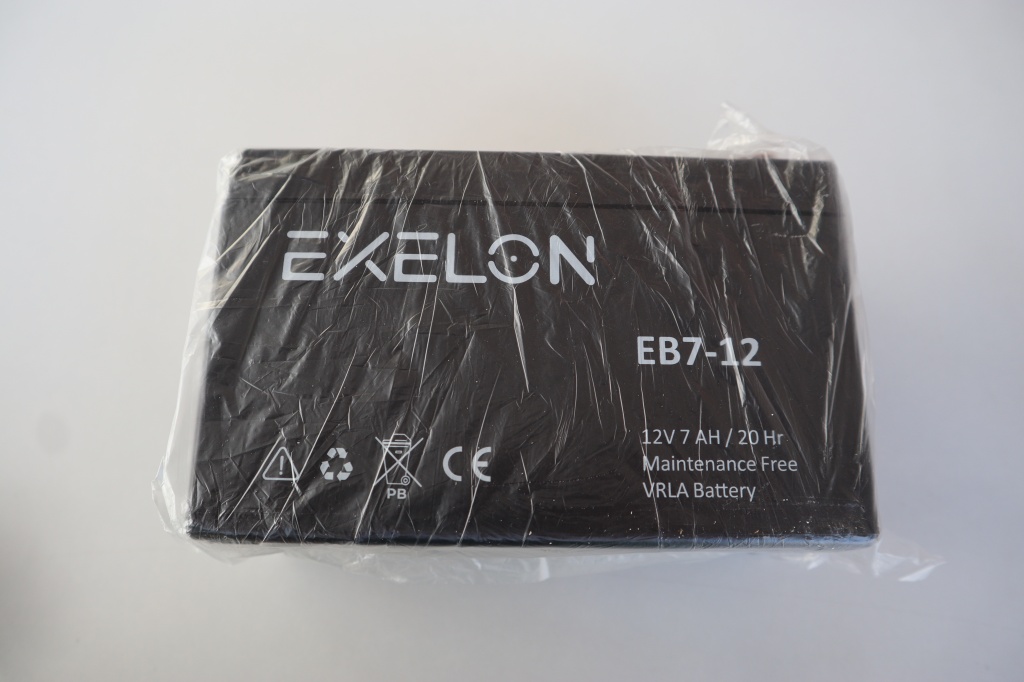 EXELON
EB7-12
12V 7 AH / 20 Hr
Maintenance Free
VRLA Battery
PB
CE